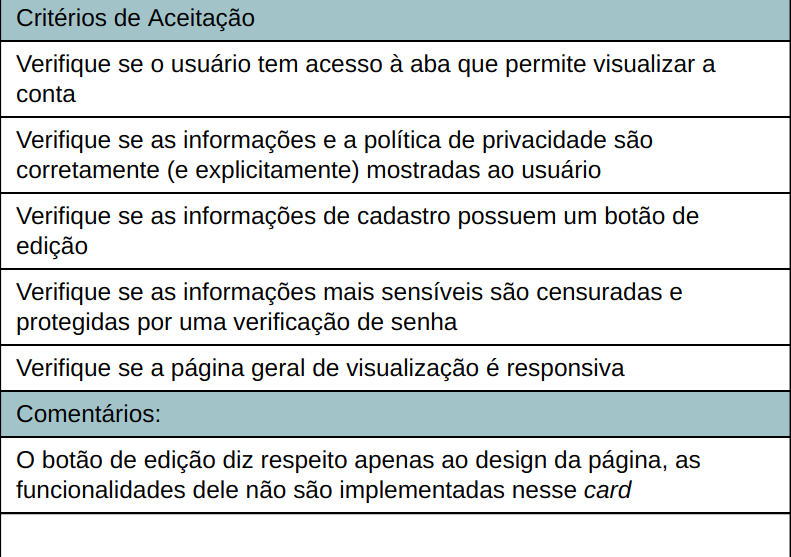 Critérios de Aceitação
Verifique se o usuário tem acesso à aba que permite visualizar a
conta
Verifique se as informações e a política de privacidade são
corretamente (e explicitamente) mostradas ao usuário
Verifique se as informações de cadastro possuem um botão de
edição
Verifique se as informações mais sensíveis são censuradas e
protegidas por uma verificação de senha
Verifique se a página geral de visualização é responsiva
Comentários:
O botão de edição diz respeito apenas ao design da página, as
funcionalidades dele não são implementadas nesse card